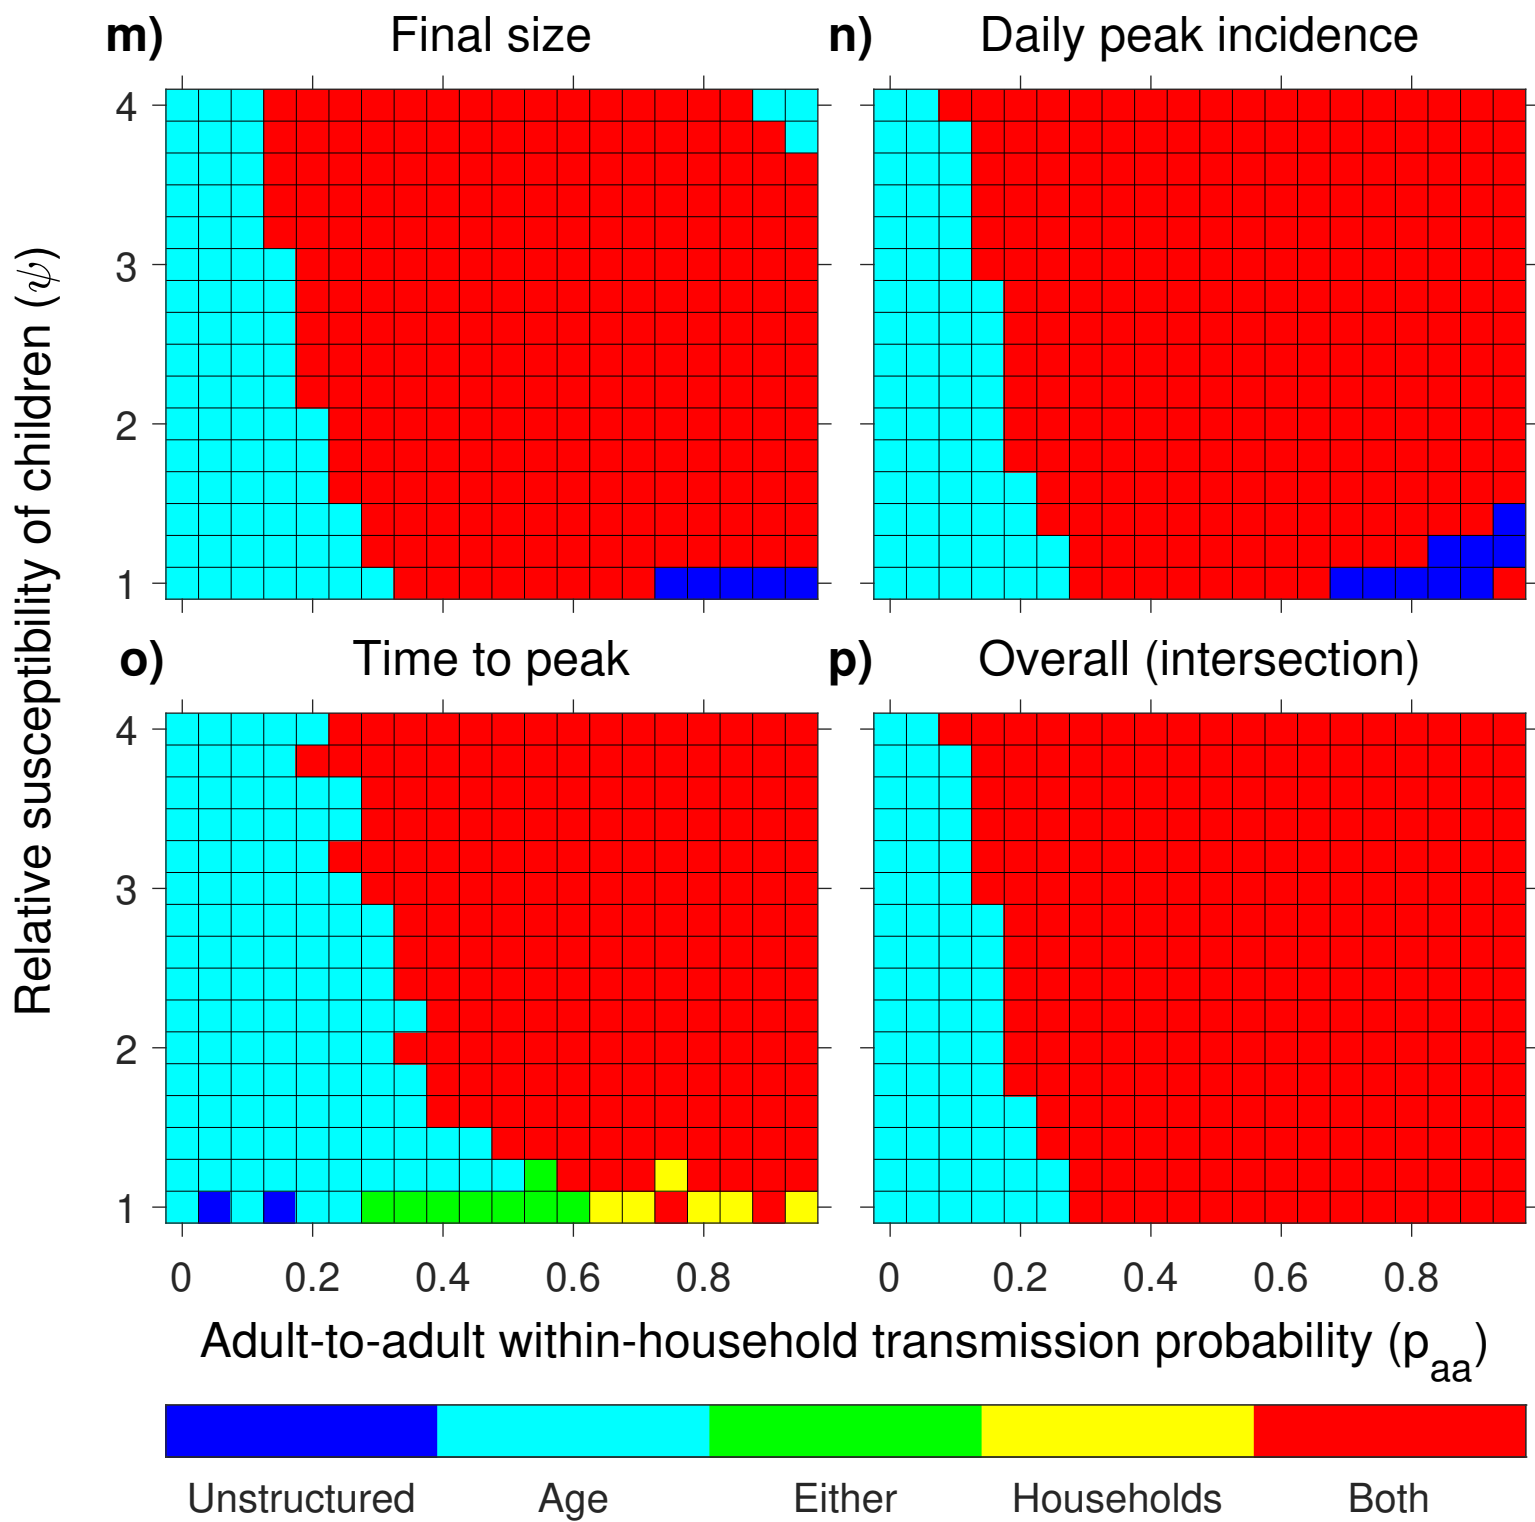 m) Final size
n) Daily peak incidence
4
3
2
1
o) Time to peak
p) Overall (intersection)
4
3
2
1
Relative susceptibility of children (ψ)
0 0.2 0.4 0.6 0.8
0 0.2 0.4 0.6 0.8
Adult-to-adult within-household transmission probability (p_aa)
Unstructured Age Either Households Both